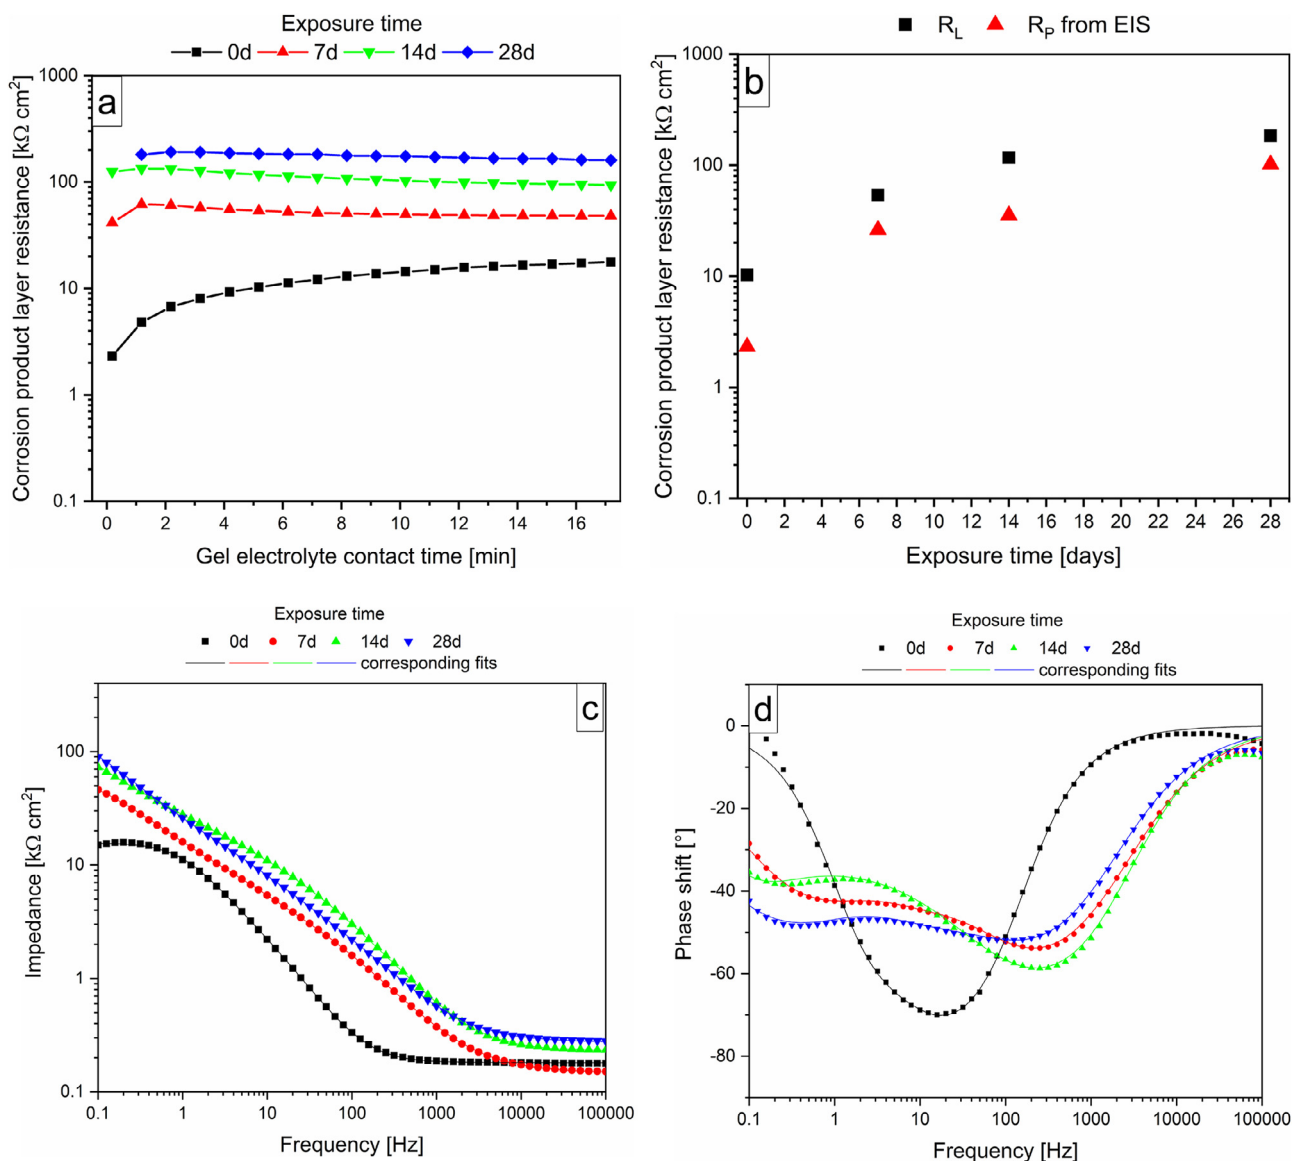 Exposure time
0d 7d 14d 28d
a
Corrosion product layer resistance [kΩ cm²]
1000
100
10
1
0.1
0 2 4 6 8 10 12 14 16
Gel electrolyte contact time [min]
R_L R_P from EIS
b
Corrosion product layer resistance [kΩ cm²]
1000
100
10
1
0.1
0 2 4 6 8 10 12 14 16 18 20 22 24 26 28
Exposure time [days]
Exposure time
0d 7d 14d 28d
corresponding fits
c
Impedance [kΩ cm²]
100
10
1
0.1
0.1 1 10 100 1000 10000 100000
Frequency [Hz]
Exposure time
0d 7d 14d 28d
corresponding fits
d
Phase shift [°]
0
-20
-40
-60
-80
0.1 1 10 100 1000 10000 100000
Frequency [Hz]